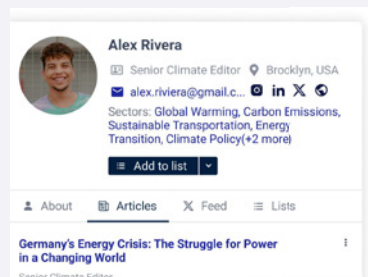 Alex Rivera
Senior Climate Editor Brocklyn, USA
alex.riviera@gmail.c... in X
Sectors: Global Warming, Carbon Emissions,
Sustainable Transportation, Energy
Transition, Climate Policy(+2 more)
Add to list
About Articles X Feed Lists
Germany's Energy Crisis: The Struggle for Power
in a Changing World
Senior Climate Editor